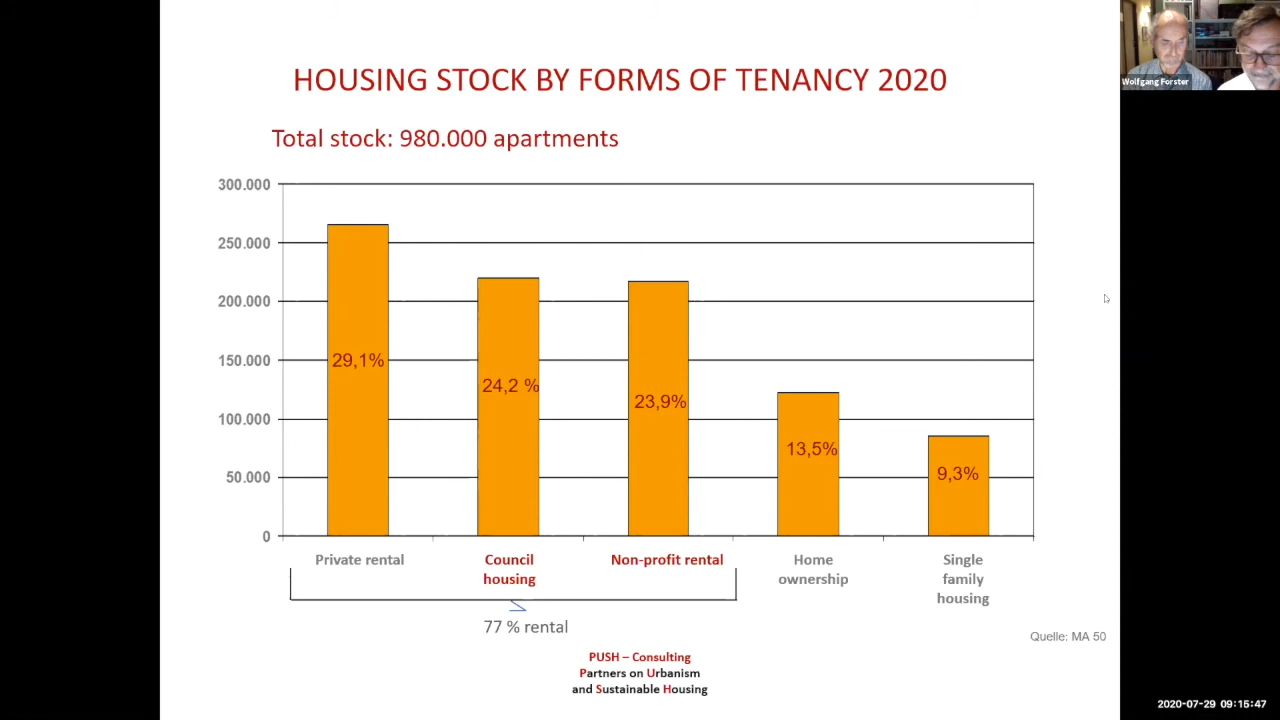 HOUSING STOCK BY FORMS OF TENANCY 2020
Wolfgang Forster
Total stock: 980.000 apartments
300.000
250.000
200.000
150.000
100.000
50.000
0
29,1%
24,2 %
23,9%
13,5%
9,3%
Private rental
Council
housing
Non-profit rental
Home
ownership
Single
family
housing
77 % rental
Quelle: MA 50
PUSH – Consulting
Partners on Urbanism
and Sustainable Housing
2020-07-29 09:15:47